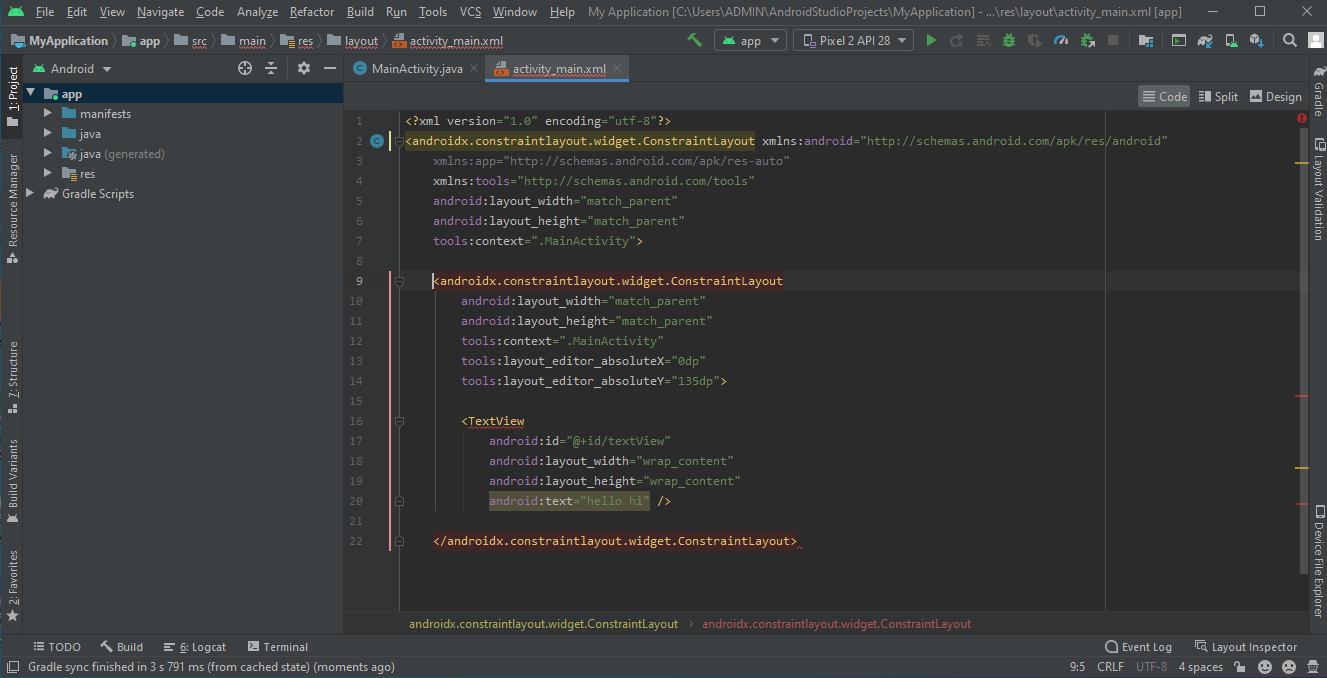 File Edit View Navigate Code Analyze Refactor Build Run Tools VCS Window Help My Application [C:\Users\ADMIN\AndroidStudioProjects\MyApplication] - ...\res\layout\activity_main.xml [app]
MyApplication app src main res layout activity_main.xml app Pixel 2 API 28
Android
MainActivity.java activity_main.xml
Code Split Design
1: Project
Resource Manager
7: Structure
Build Variants
2: Favorites
app
manifests
java
java (generated)
res
Gradle Scripts
1 <?xml version="1.0" encoding="utf-8"?>
2 <androidx.constraintlayout.widget.ConstraintLayout xmlns:android="http://schemas.android.com/apk/res/android"
3 xmlns:app="http://schemas.android.com/apk/res-auto"
4 xmlns:tools="http://schemas.android.com/tools"
5 android:layout_width="match_parent"
6 android:layout_height="match_parent"
7 tools:context=".MainActivity">
8
9 <androidx.constraintlayout.widget.ConstraintLayout
10 android:layout_width="match_parent"
11 android:layout_height="match_parent"
12 tools:context=".MainActivity"
13 tools:layout_editor_absoluteX="0dp"
14 tools:layout_editor_absoluteY="135dp">
15
16 <TextView
17 android:id="@+id/textView"
18 android:layout_width="wrap_content"
19 android:layout_height="wrap_content"
20 android:text="hello hi" />
21
22 </androidx.constraintlayout.widget.ConstraintLayout>
androidx.constraintlayout.widget.ConstraintLayout androidx.constraintlayout.widget.ConstraintLayout
Gradle
Layout Validation
Device File Explorer
TODO Build 6: Logcat Terminal Event Log Layout Inspector
Gradle sync finished in 3 s 791 ms (from cached state) (moments ago) 9:5 CRLF UTF-8 4 spaces